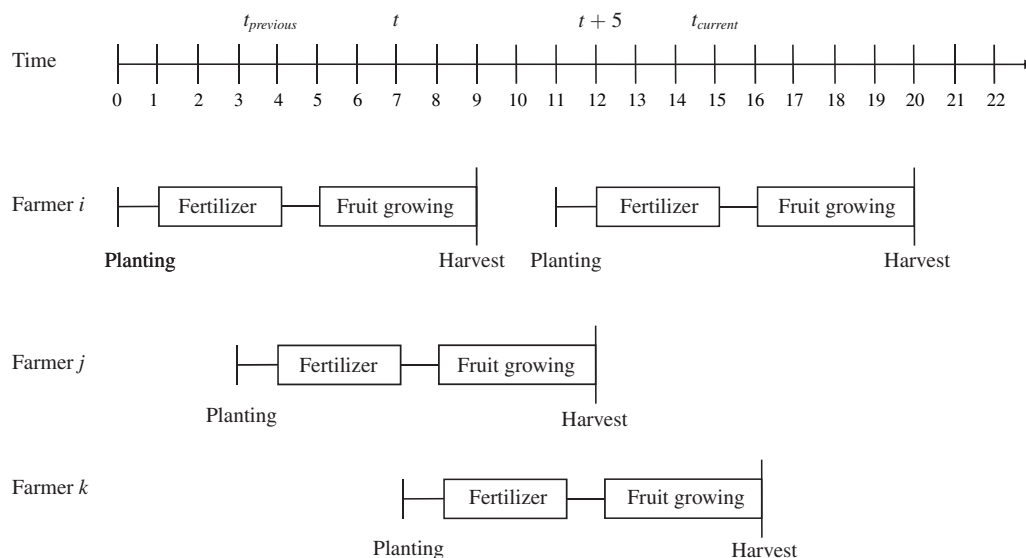 t_previous t t + 5 t_current
Time
0 1 2 3 4 5 6 7 8 9 10 11 12 13 14 15 16 17 18 19 20 21 22
Farmer i Fertilizer Fruit growing Fertilizer Fruit growing
Planting Harvest Planting Harvest
Farmer j Fertilizer Fruit growing
Planting Harvest
Farmer k Fertilizer Fruit growing
Planting Harvest